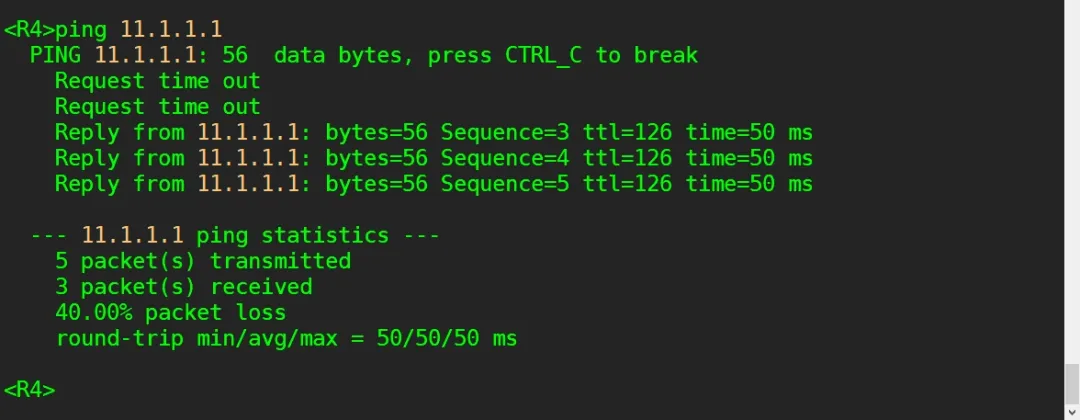 <R4>ping 11.1.1.1
PING 11.1.1.1: 56  data bytes, press CTRL_C to break
Request time out
Request time out
Reply from 11.1.1.1: bytes=56 Sequence=3 ttl=126 time=50 ms
Reply from 11.1.1.1: bytes=56 Sequence=4 ttl=126 time=50 ms
Reply from 11.1.1.1: bytes=56 Sequence=5 ttl=126 time=50 ms
--- 11.1.1.1 ping statistics ---
5 packet(s) transmitted
3 packet(s) received
40.00% packet loss
round-trip min/avg/max = 50/50/50 ms
<R4>